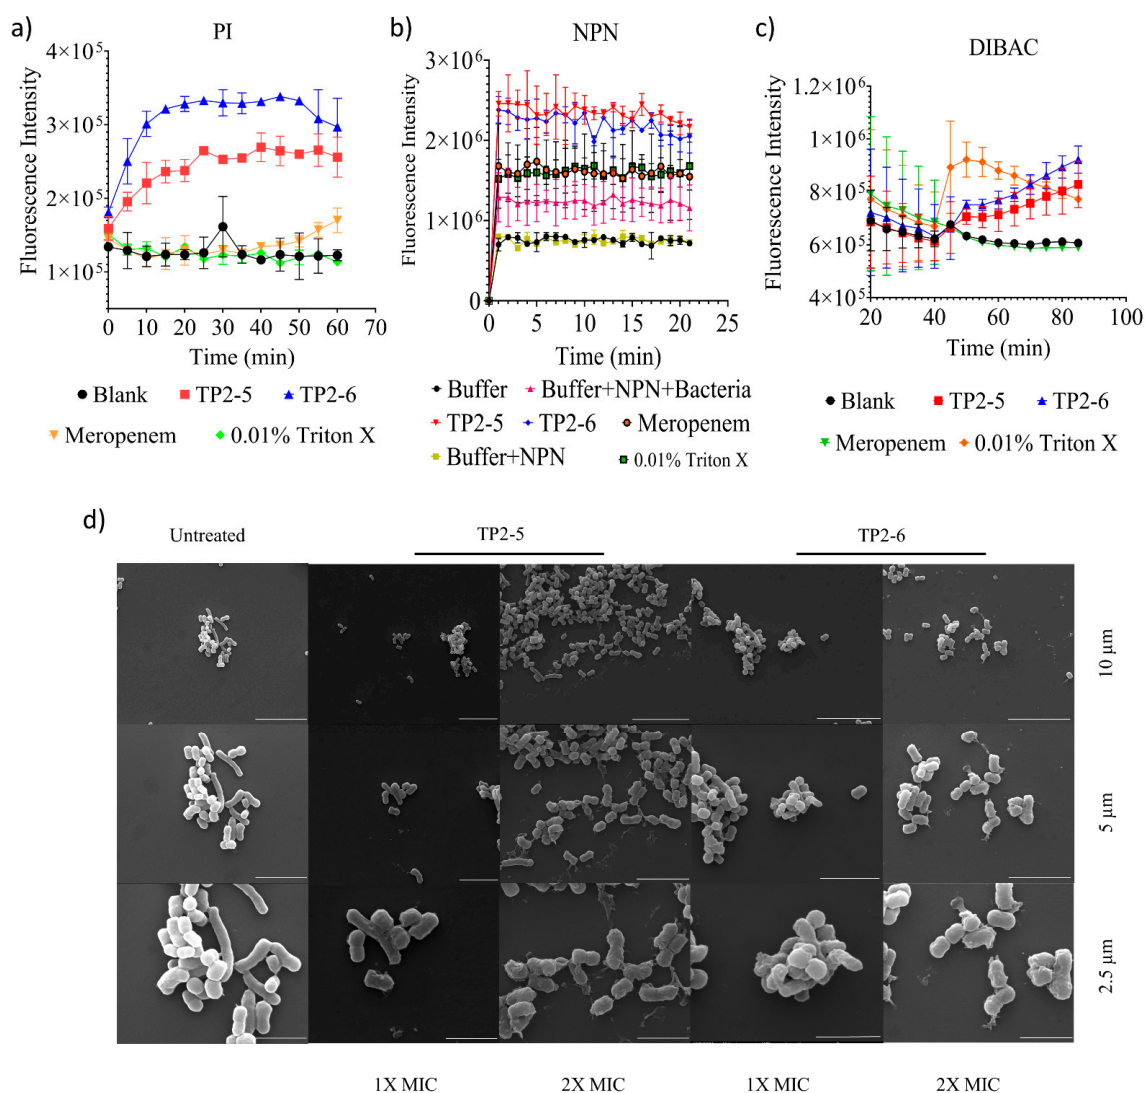 a)
PI
Fluorescence Intensity
4×10⁵
3×10⁵
2×10⁵
1×10⁵
0 10 20 30 40 50 60 70
Time (min)
Blank TP2-5 TP2-6
Meropenem 0.01% Triton X
b)
NPN
Fluorescence Intensity
3×10⁶
2×10⁶
1×10⁶
0
0 5 10 15 20 25
Time (min)
Buffer Buffer+NPN+Bacteria
TP2-5 TP2-6 Meropenem
Buffer+NPN 0.01% Triton X
c)
DIBAC
Fluorescence Intensity
1.2×10⁶
1×10⁶
8×10⁵
6×10⁵
4×10⁵
20 40 60 80 100
Time (min)
Blank TP2-5 TP2-6
Meropenem 0.01% Triton X
d)
Untreated TP2-5 TP2-6
10 μm
5 μm
2.5 μm
1X MIC 2X MIC 1X MIC 2X MIC